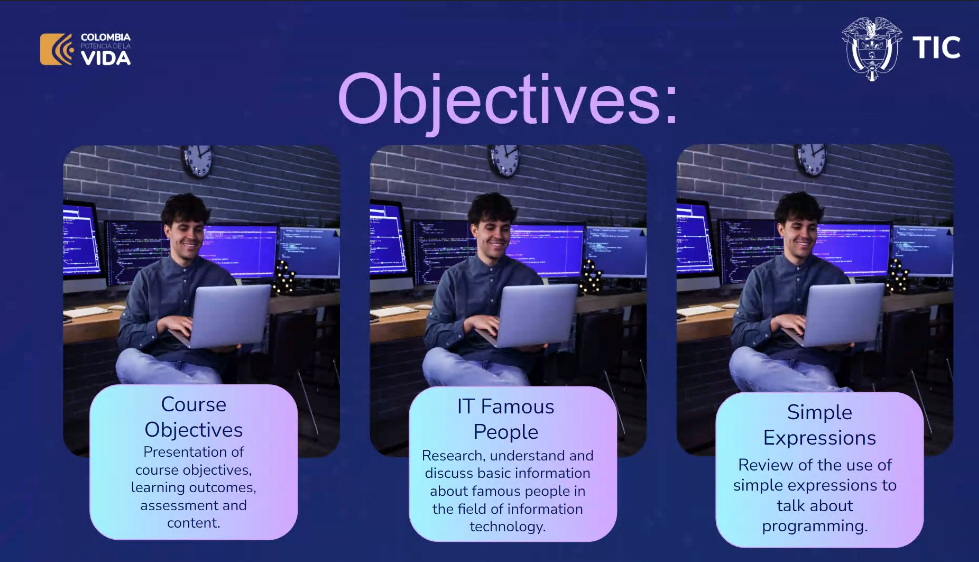 COLOMBIA
POTENCIA DE LA
VIDA
TIC
Objectives:
Course
Objectives
Presentation of
course objectives,
learning outcomes,
assessment and
content.
IT Famous
People
Research, understand and
discuss basic information
about famous people in
the field of information
technology.
Simple
Expressions
Review of the use of
simple expressions to
talk about
programming.